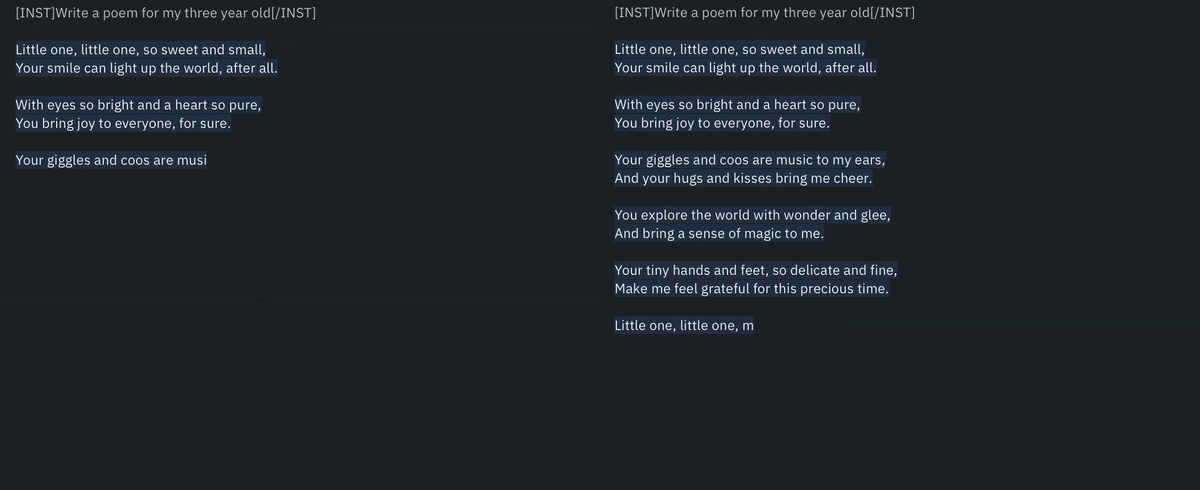 [INST]Write a poem for my three year old[/INST]
Little one, little one, so sweet and small,
Your smile can light up the world, after all.
With eyes so bright and a heart so pure,
You bring joy to everyone, for sure.
Your giggles and coos are musi
[INST]Write a poem for my three year old[/INST]
Little one, little one, so sweet and small,
Your smile can light up the world, after all.
With eyes so bright and a heart so pure,
You bring joy to everyone, for sure.
Your giggles and coos are music to my ears,
And your hugs and kisses bring me cheer.
You explore the world with wonder and glee,
And bring a sense of magic to me.
Your tiny hands and feet, so delicate and fine,
Make me feel grateful for this precious time.
Little one, little one, m